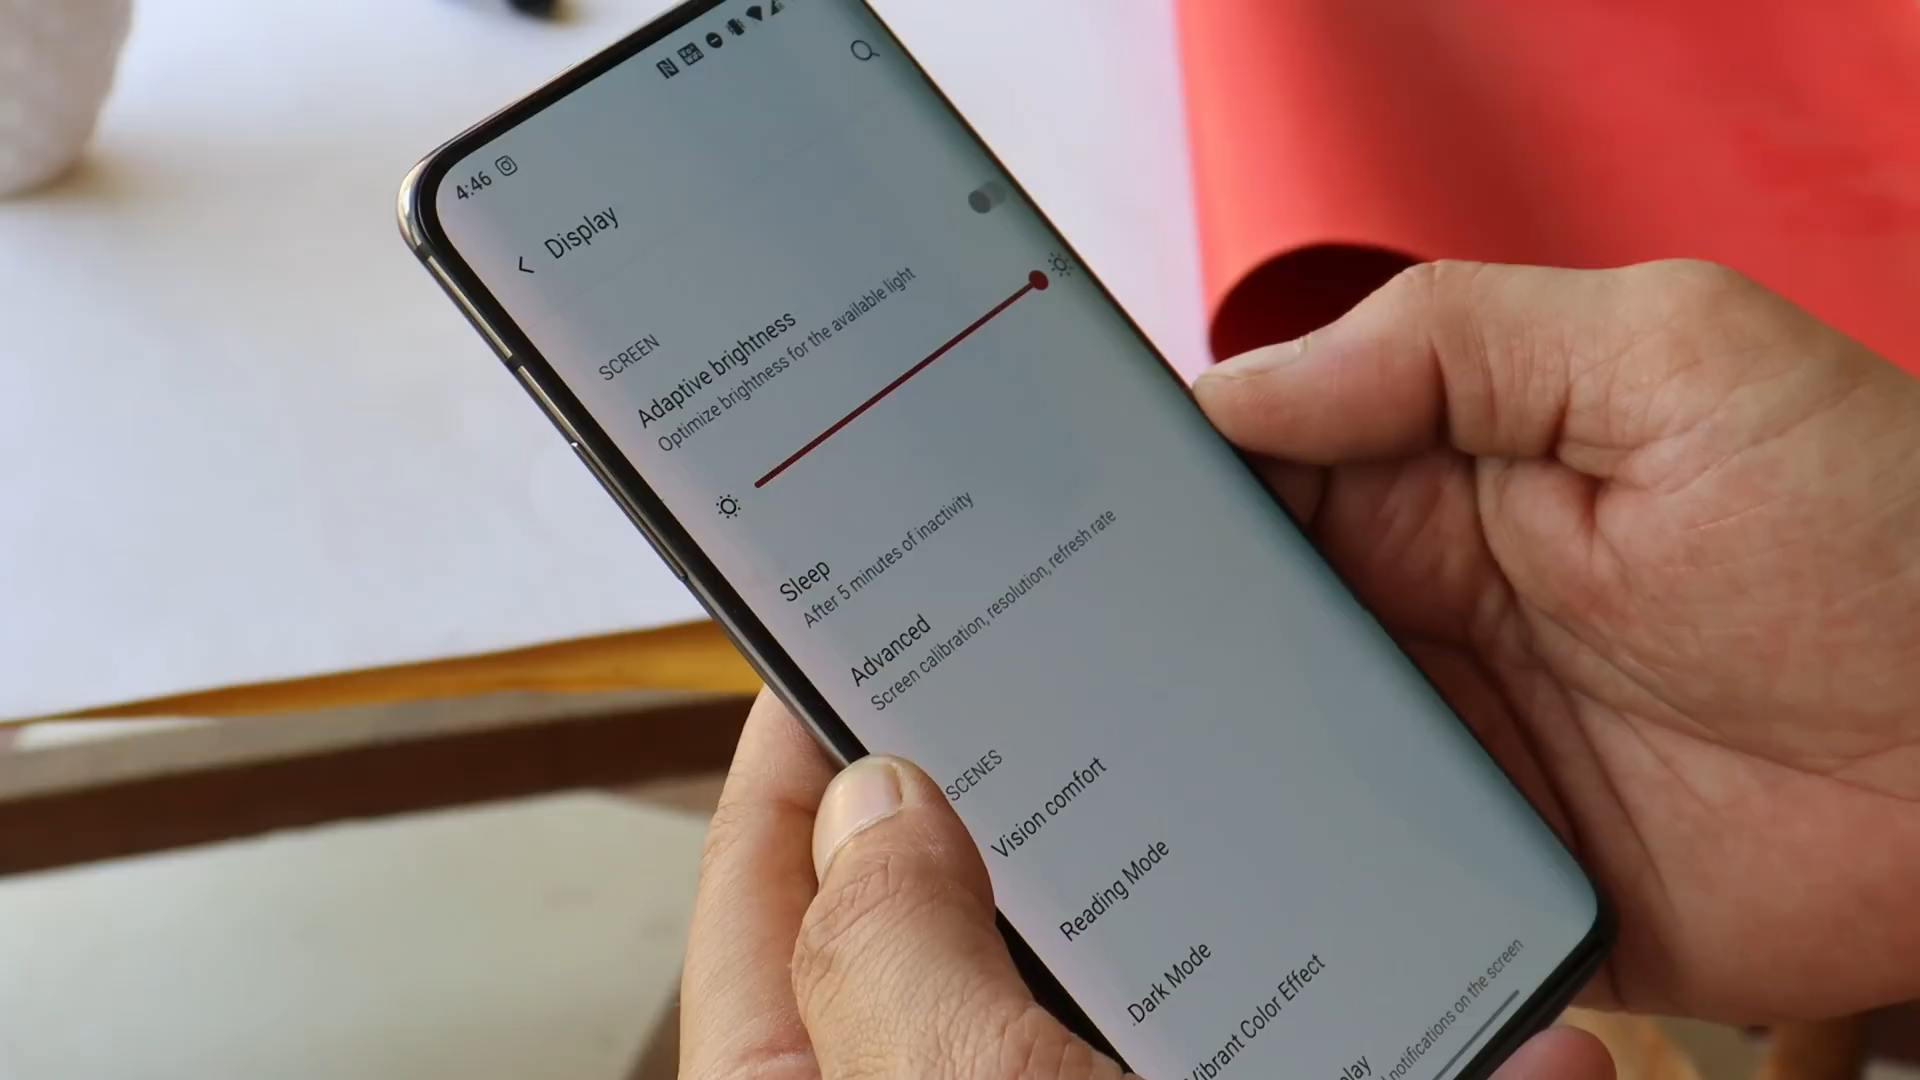 4:46
Display
SCREEN
Adaptive brightness
Optimize brightness for the available light
Sleep
After 5 minutes of inactivity
Advanced
Screen calibration, resolution, refresh rate
SCENES
Vision comfort
Reading Mode
Dark Mode
Vibrant Color Effect
notifications on the screen